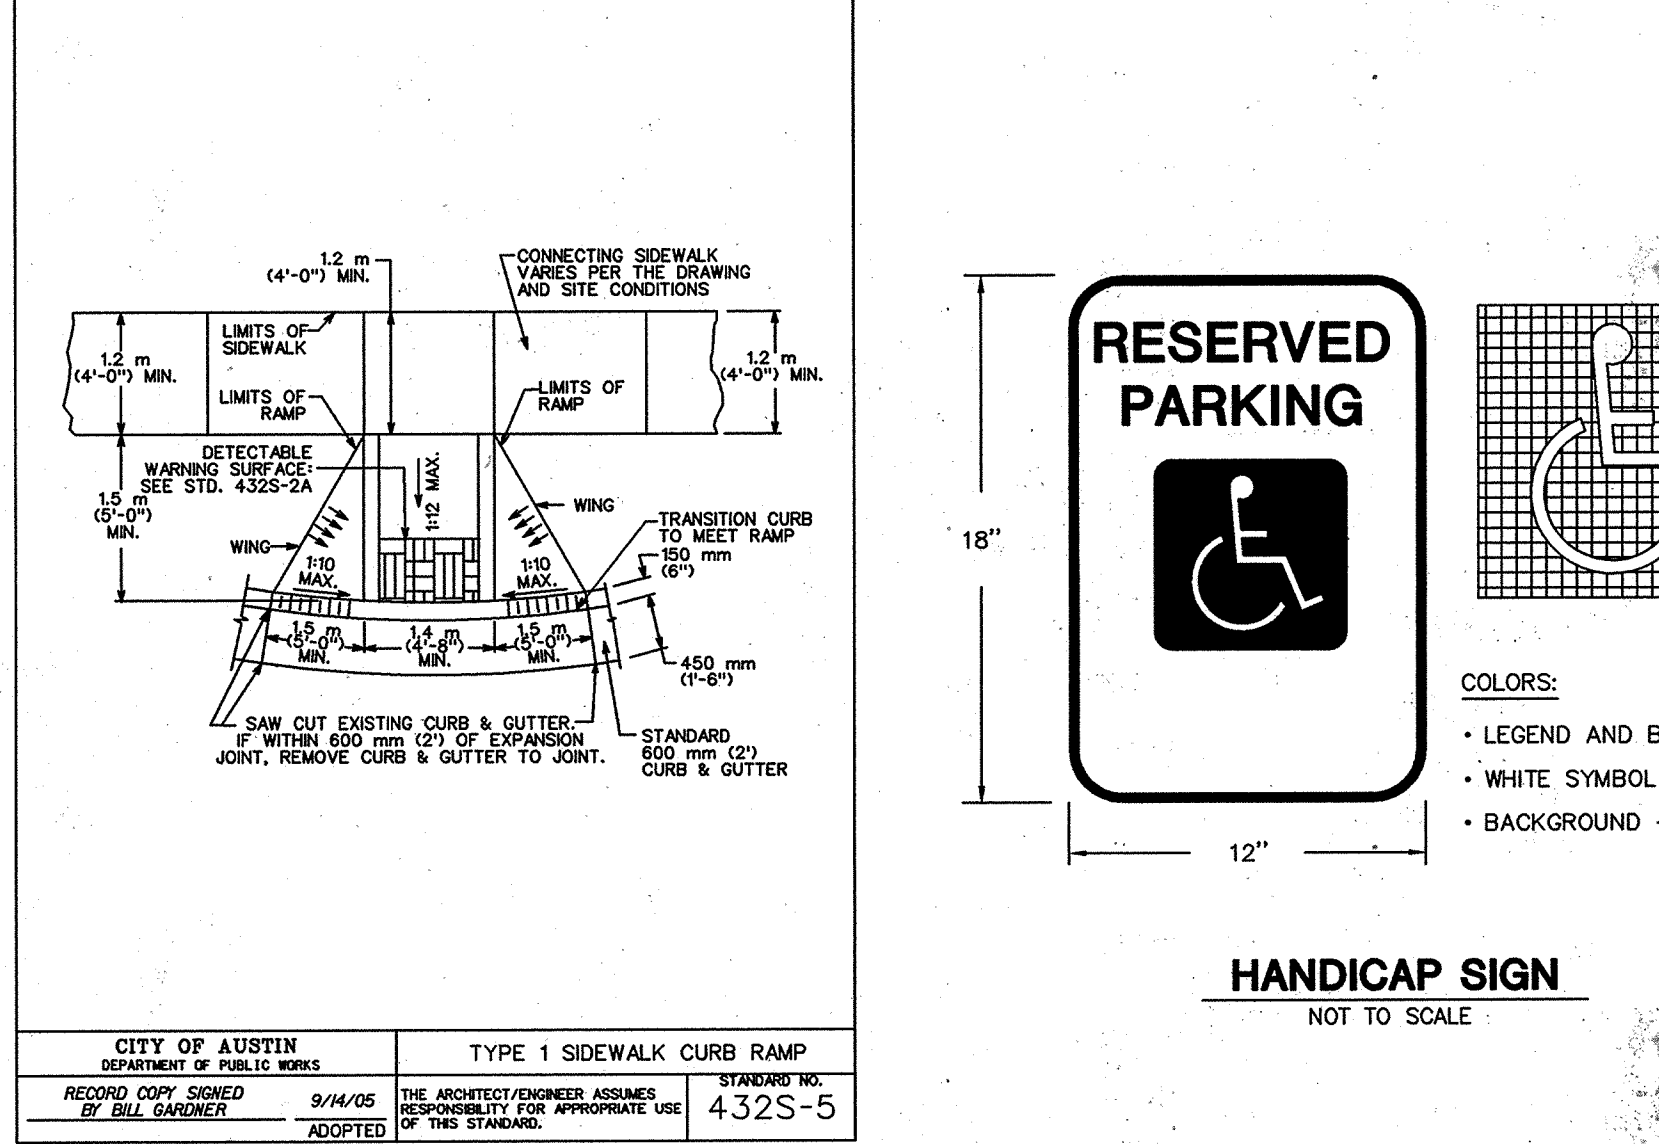 1.2 m
(4'-0") MIN.
CONNECTING SIDEWALK
VARIES PER THE DRAWING
AND SITE CONDITIONS
LIMITS OF
SIDEWALK
1.2 m
(4'-0") MIN.
1.2 m
(4'-0") MIN.
LIMITS OF
RAMP
LIMITS OF
RAMP
DETECTABLE
WARNING SURFACE:
SEE STD. 432S-2A
1:12 MAX.
1.5 m
(5'-0")
MIN.
WING
WING
TRANSITION CURB
TO MEET RAMP
150 mm
(6")
1:10
MAX.
1:10
MAX.
1.5 m
(5'-0")
MIN.
1.4 m
(4'-8")
MIN.
1.5 m
(5'-0")
MIN.
450 mm
(1'-6")
SAW CUT EXISTING CURB & GUTTER.
IF WITHIN 600 mm (2') OF EXPANSION
JOINT, REMOVE CURB & GUTTER TO JOINT.
STANDARD
600 mm (2')
CURB & GUTTER
CITY OF AUSTIN
DEPARTMENT OF PUBLIC WORKS
TYPE 1 SIDEWALK CURB RAMP
RECORD COPY SIGNED
BY BILL GARDNER
9/14/05
ADOPTED
THE ARCHITECT/ENGINEER ASSUMES
RESPONSIBILITY FOR APPROPRIATE USE
OF THIS STANDARD.
STANDARD NO.
432S-5
RESERVED
PARKING
18"
12"
COLORS:
• LEGEND AND B
• WHITE SYMBOL
• BACKGROUND -
HANDICAP SIGN
NOT TO SCALE